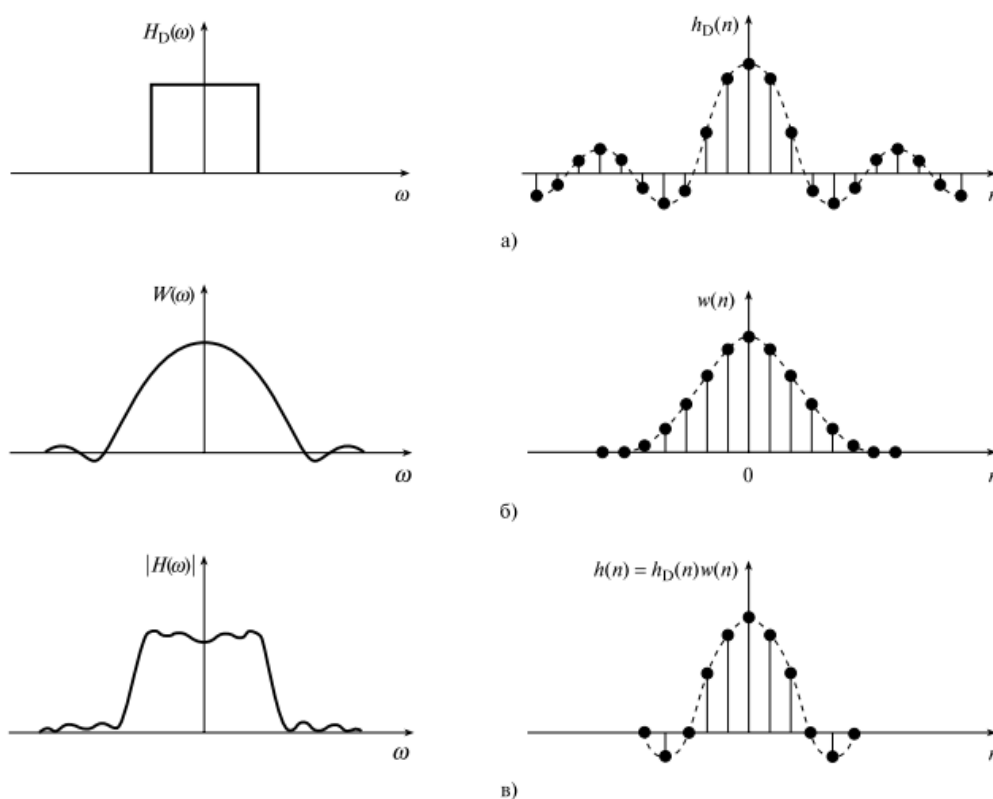 H_D(ω)
ω
h_D(n)
а)
W(ω)
ω
w(n)
0
б)
|H(ω)|
ω
h(n) = h_D(n)w(n)
в)